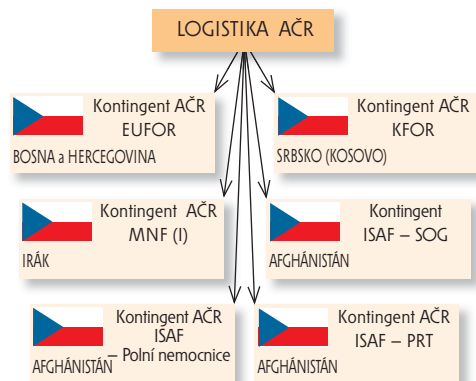 LOGISTIKA AČR
Kontingent AČR
EUFOR
BOSNA a HERCEGOVINA
Kontingent AČR
KFOR
SRBSKO (KOSOVO)
Kontingent AČR
MNF (I)
IRÁK
Kontingent
ISAF – SOG
AFGHÁNISTÁN
Kontingent AČR
ISAF
– Polní nemocnice
AFGHÁNISTÁN
Kontingent AČR
ISAF – PRT
AFGHÁNISTÁN